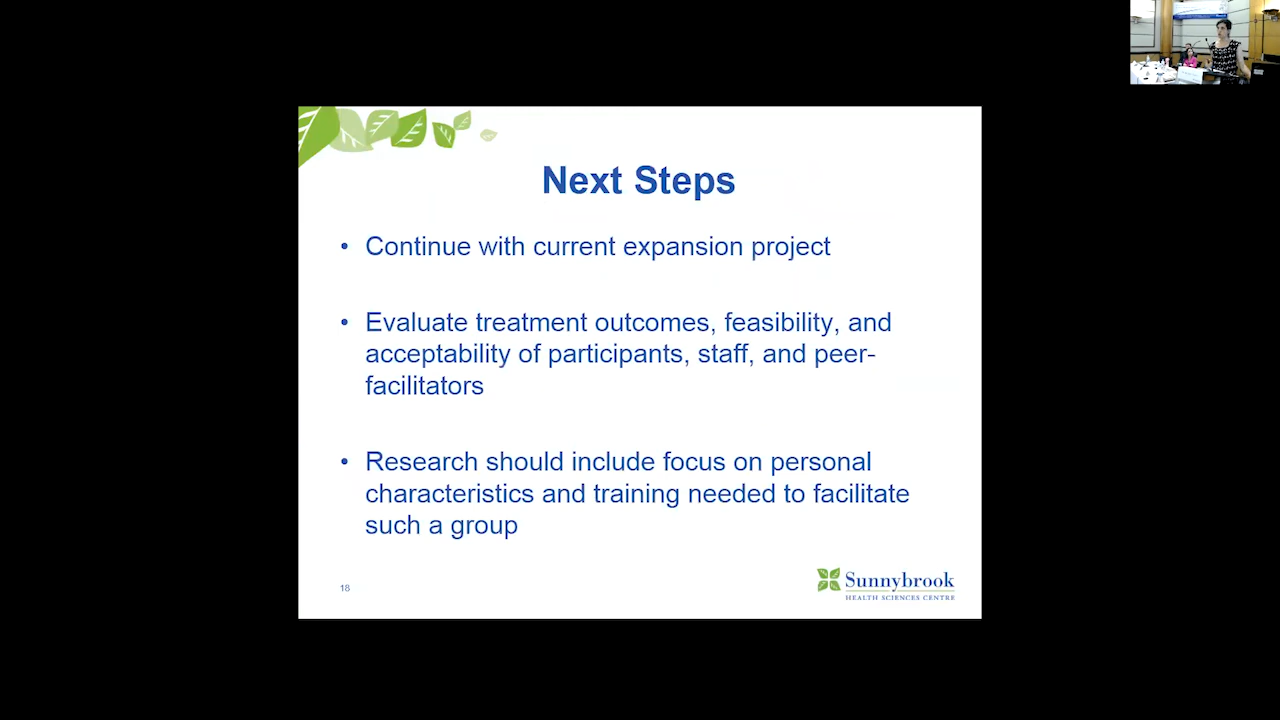 Next Steps
• Continue with current expansion project
• Evaluate treatment outcomes, feasibility, and
acceptability of participants, staff, and peer-
facilitators
• Research should include focus on personal
characteristics and training needed to facilitate
such a group
18
Sunnybrook
HEALTH SCIENCES CENTRE